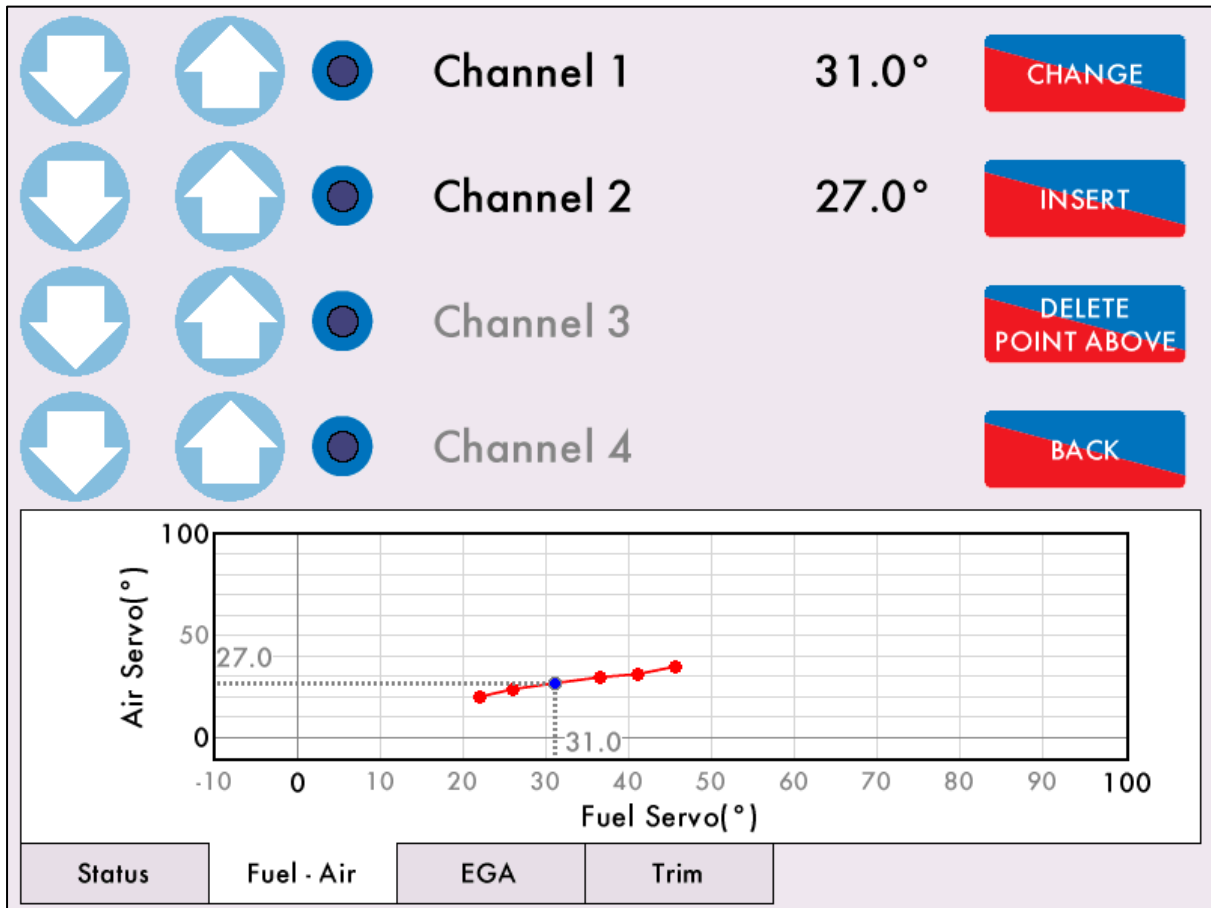 Channel 1 31.0° CHANGE
Channel 2 27.0° INSERT
Channel 3 DELETE
POINT ABOVE
Channel 4 BACK
100
50
27.0
0
31.0
Air Servo(°)
-10 0 10 20 30 40 50 60 70 80 90 100
Fuel Servo(°)
Status Fuel - Air EGA Trim